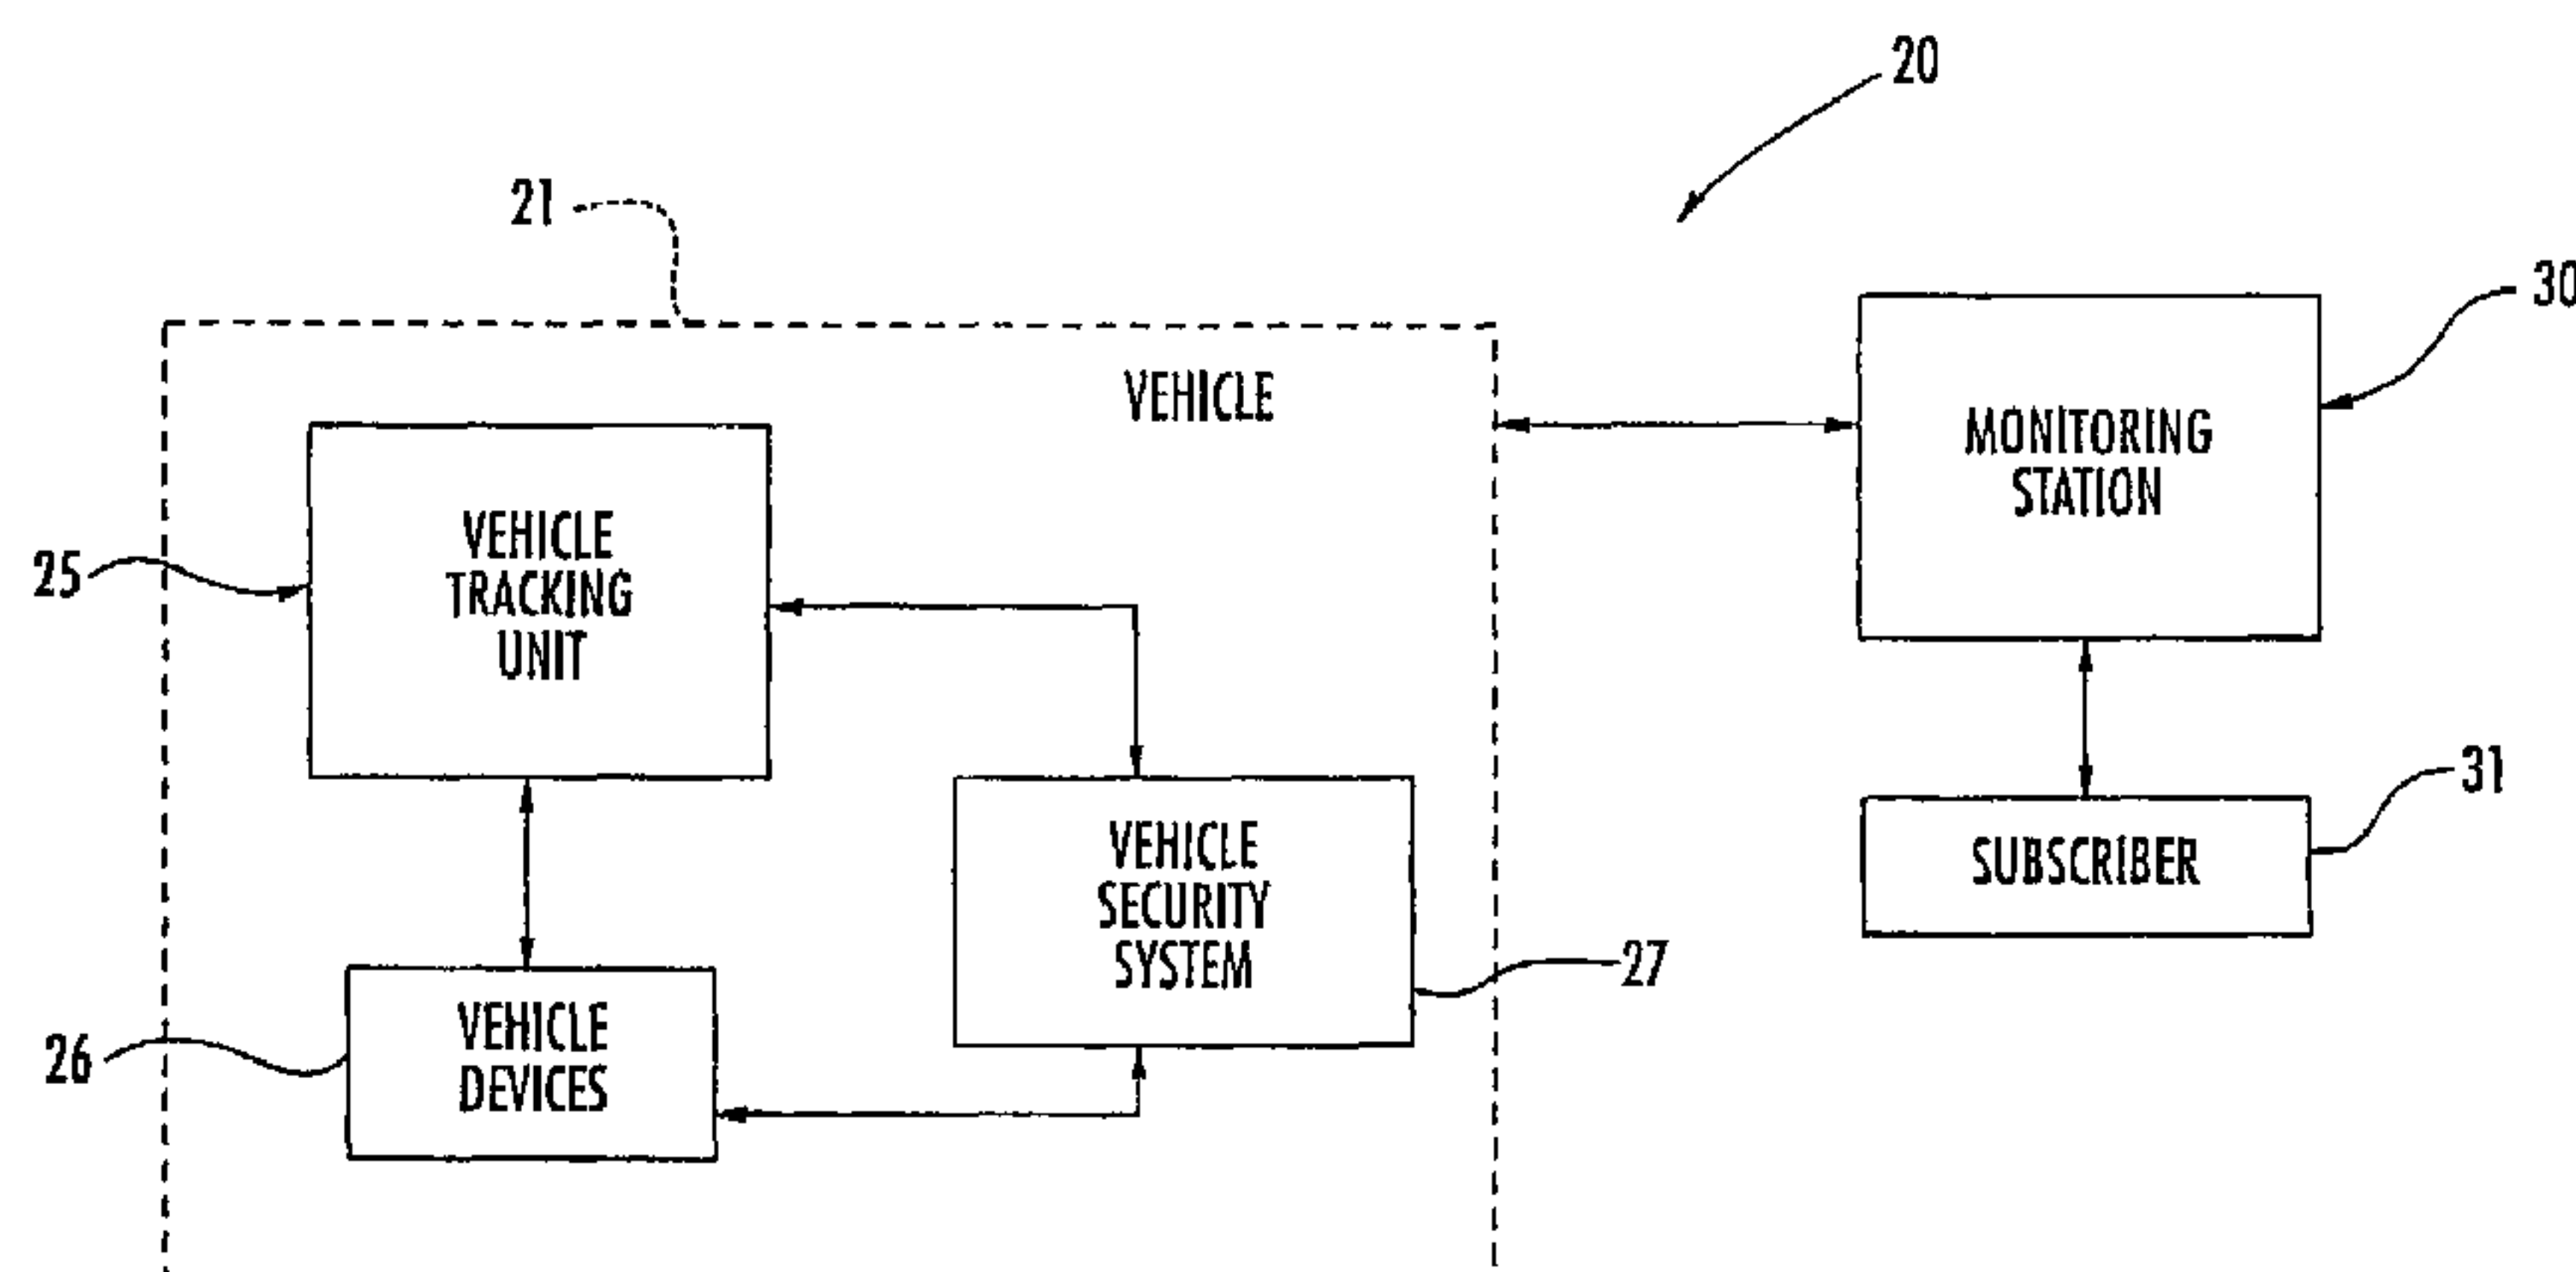 20
21
30
VEHICLE
MONITORING
STATION
25
VEHICLE
TRACKING
UNIT
31
SUBSCRIBER
VEHICLE
SECURITY
SYSTEM
27
26
VEHICLE
DEVICES